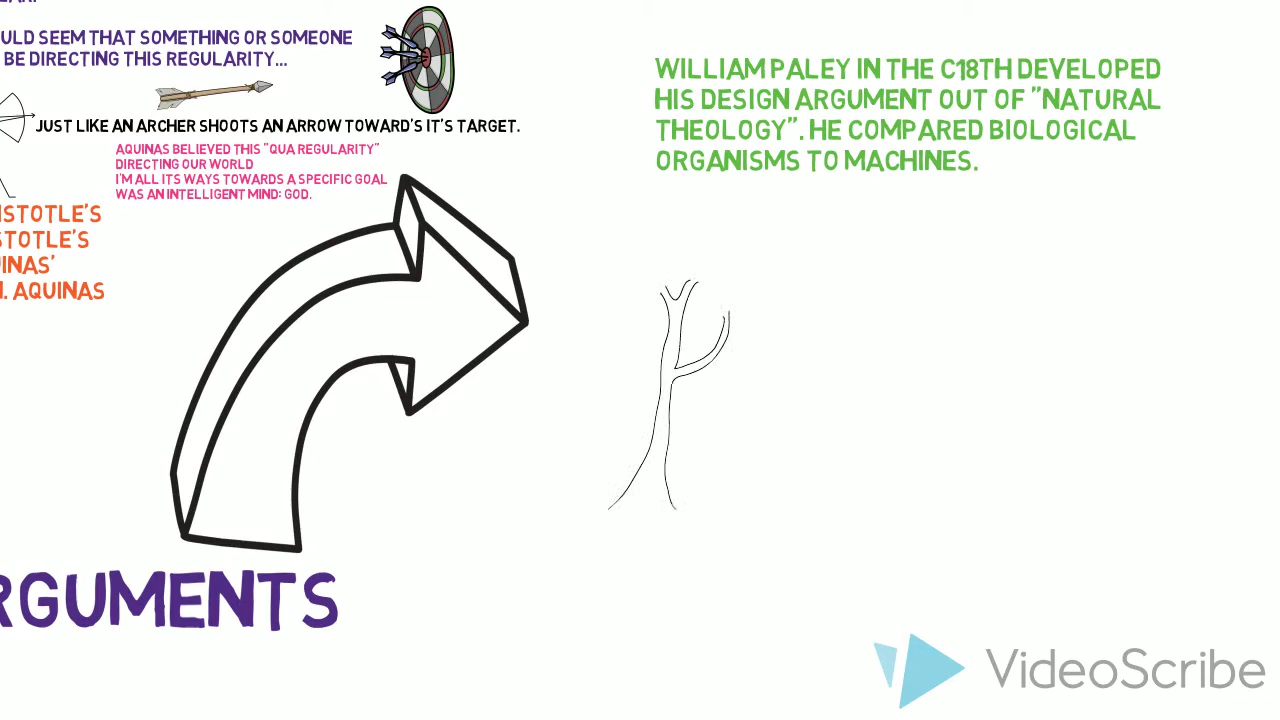 ULD SEEM THAT SOMETHING OR SOMEONE
BE DIRECTING THIS REGULARITY...
JUST LIKE AN ARCHER SHOOTS AN ARROW TOWARD'S IT'S TARGET.
AQUINAS BELIEVED THIS "QUA REGULARITY"
DIRECTING OUR WORLD
I'M ALL ITS WAYS TOWARDS A SPECIFIC GOAL
WAS AN INTELLIGENT MIND: GOD.
ISTOTLE'S
STOTLE'S
UINAS'
. AQUINAS
RGUMENTS
WILLIAM PALEY IN THE C18TH DEVELOPED
HIS DESIGN ARGUMENT OUT OF "NATURAL
THEOLOGY". HE COMPARED BIOLOGICAL
ORGANISMS TO MACHINES.
VideoScribe